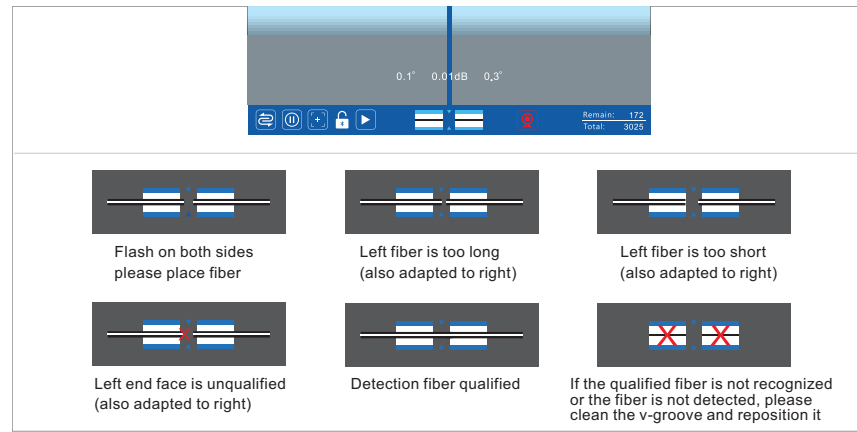 0.1° 0.01dB 0.3°
Remain: 172
Total: 3025
Flash on both sides
please place fiber
Left fiber is too long
(also adapted to right)
Left fiber is too short
(also adapted to right)
Left end face is unqualified
(also adapted to right)
Detection fiber qualified
If the qualified fiber is not recognized
or the fiber is not detected, please
clean the v-groove and reposition it